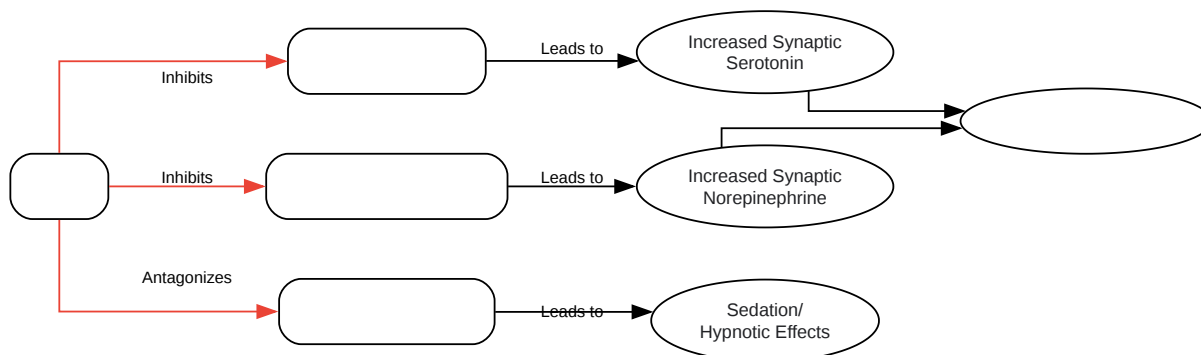 Leads to
Increased Synaptic
Serotonin
Inhibits
Inhibits
Leads to
Increased Synaptic
Norepinephrine
Antagonizes
Leads to
Sedation/
Hypnotic Effects